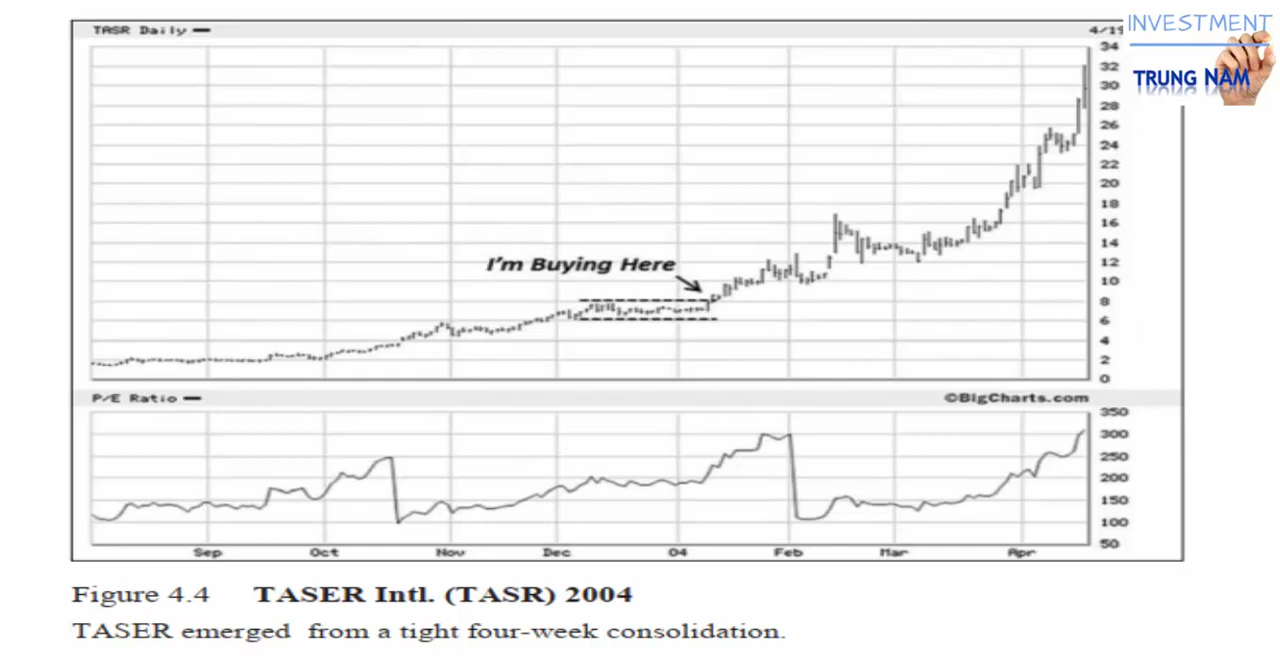 INVESTMENT
TRUNG NAM
TASR Daily
4/19
34
32
30
28
26
24
22
20
18
16
14
12
10
8
6
4
2
0
I'm Buying Here
P/E Ratio
©BigCharts.com
350
300
250
200
150
100
50
Sep Oct Nov Dec 04 Feb Mar Apr
Figure 4.4 TASER Intl. (TASR) 2004
TASER emerged from a tight four-week consolidation.